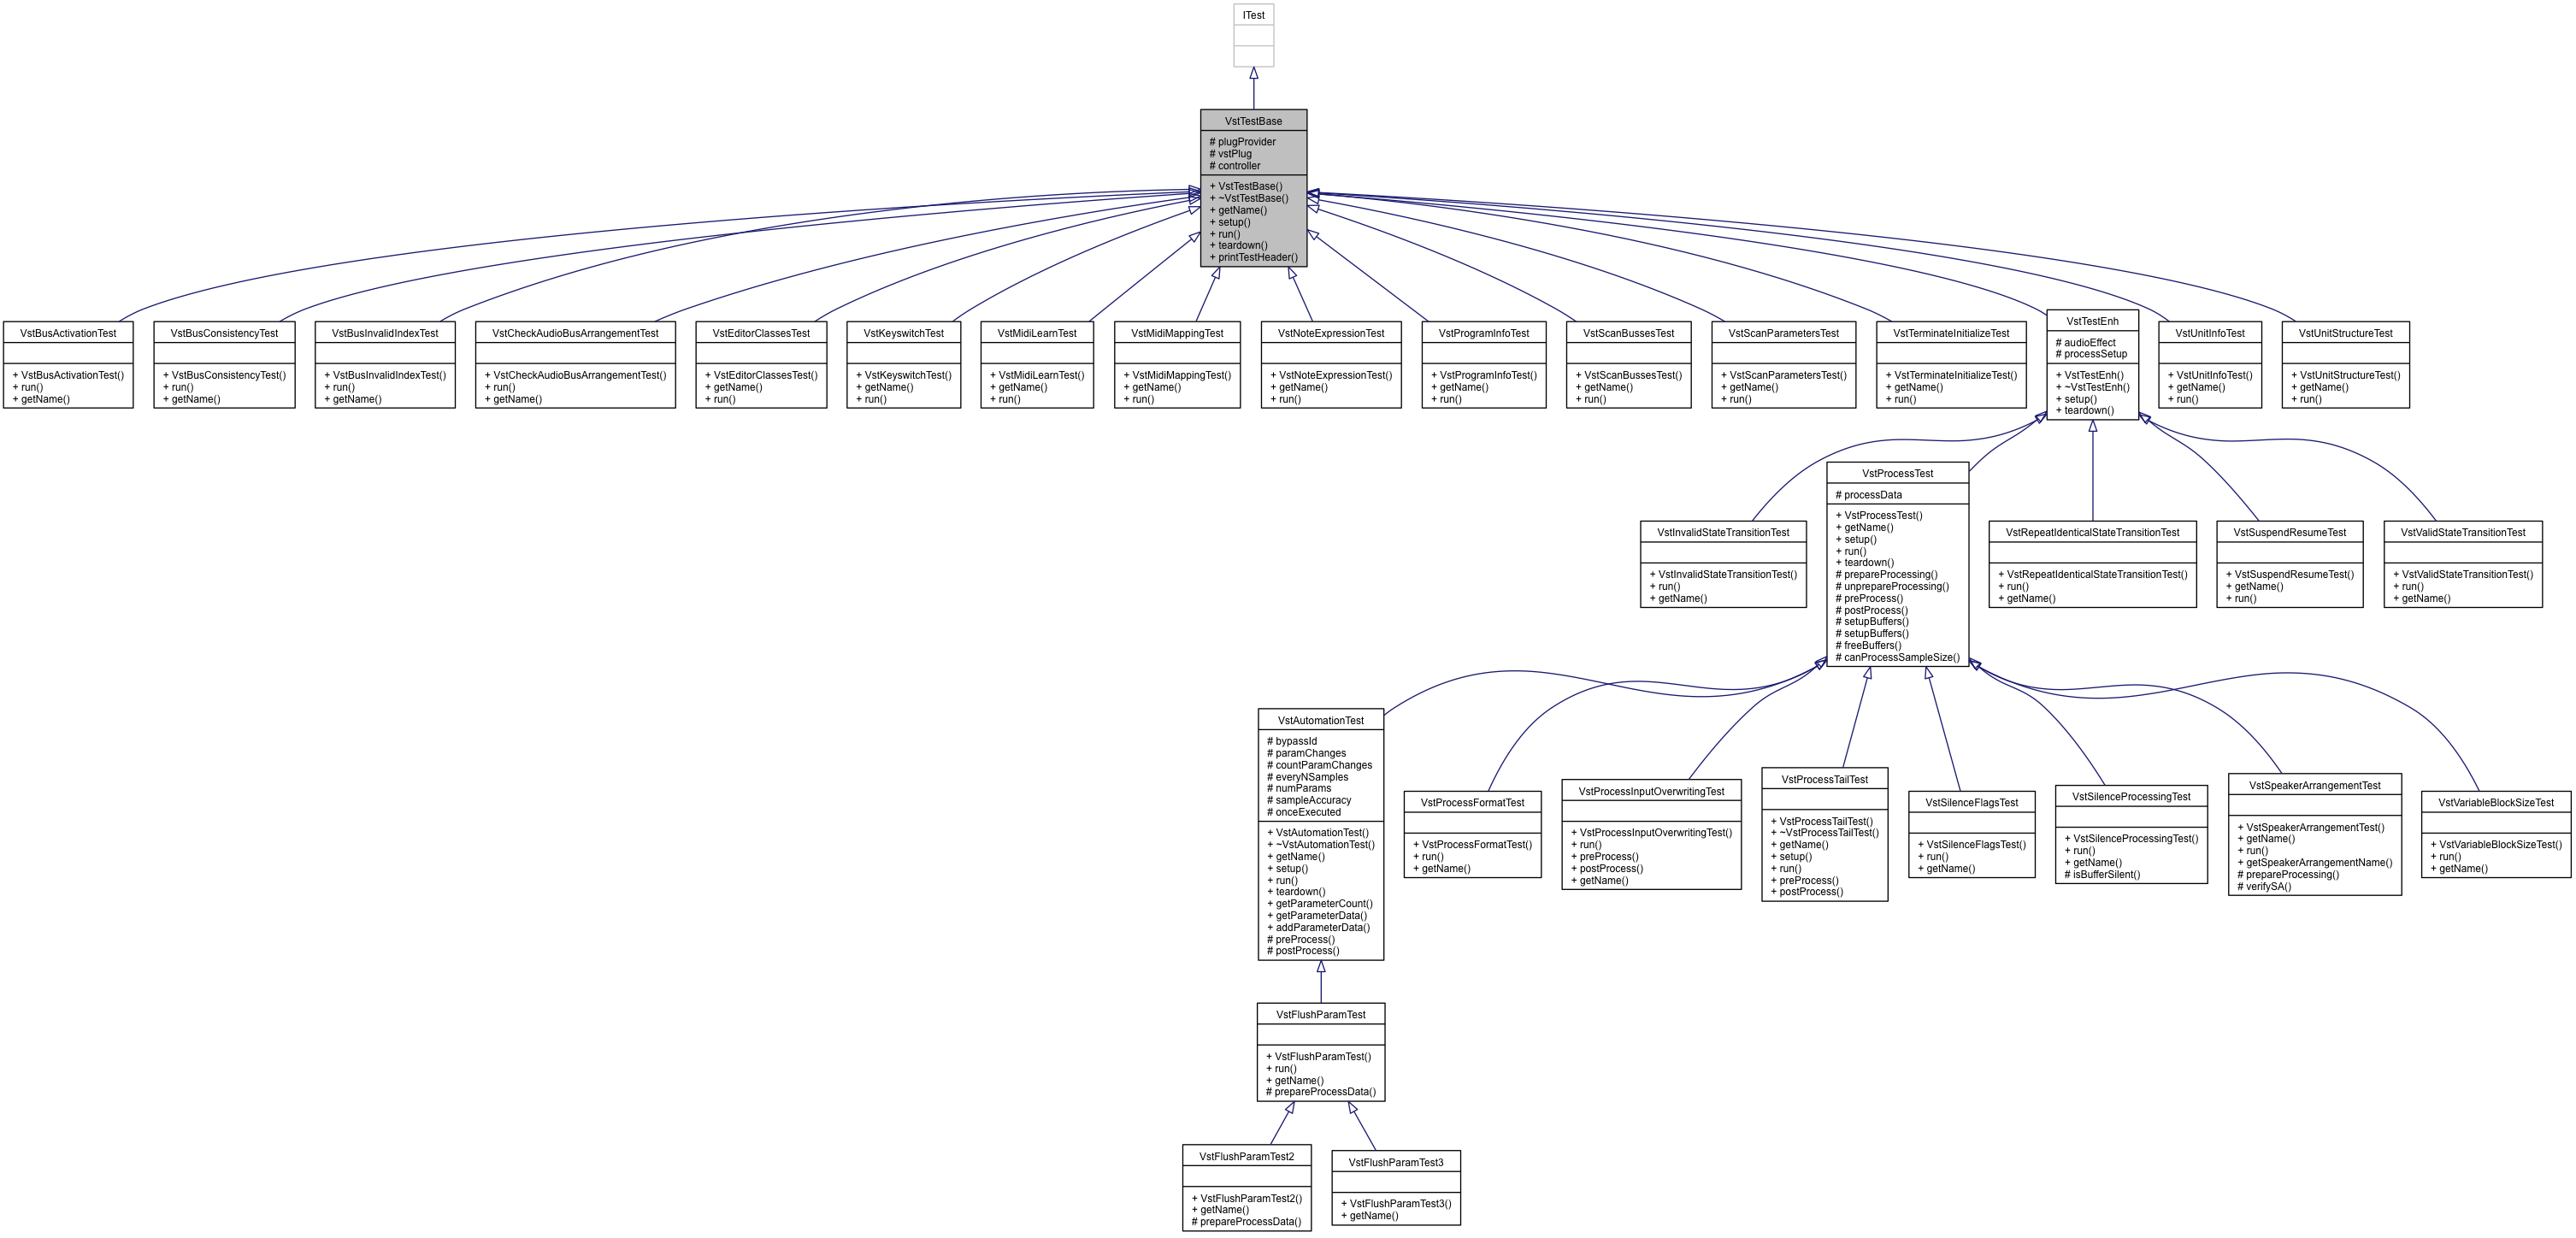 ITest
VstTestBase
# plugProvider
# vstPlug
# controller
+ VstTestBase()
+ ~VstTestBase()
+ getName()
+ setup()
+ run()
+ teardown()
+ printTestHeader()
VstBusActivationTest
+ VstBusActivationTest()
+ run()
+ getName()
VstBusConsistencyTest
+ VstBusConsistencyTest()
+ run()
+ getName()
VstBusInvalidIndexTest
+ VstBusInvalidIndexTest()
+ run()
+ getName()
VstCheckAudioBusArrangementTest
+ VstCheckAudioBusArrangementTest()
+ run()
+ getName()
VstEditorClassesTest
+ VstEditorClassesTest()
+ getName()
+ run()
VstKeyswitchTest
+ VstKeyswitchTest()
+ getName()
+ run()
VstMidiLearnTest
+ VstMidiLearnTest()
+ getName()
+ run()
VstMidiMappingTest
+ VstMidiMappingTest()
+ getName()
+ run()
VstNoteExpressionTest
+ VstNoteExpressionTest()
+ getName()
+ run()
VstProgramInfoTest
+ VstProgramInfoTest()
+ getName()
+ run()
VstScanBussesTest
+ VstScanBussesTest()
+ getName()
+ run()
VstScanParametersTest
+ VstScanParametersTest()
+ getName()
+ run()
VstTerminateInitializeTest
+ VstTerminateInitializeTest()
+ getName()
+ run()
VstTestEnh
# audioEffect
# processSetup
+ VstTestEnh()
+ ~VstTestEnh()
+ setup()
+ teardown()
VstUnitInfoTest
+ VstUnitInfoTest()
+ getName()
+ run()
VstUnitStructureTest
+ VstUnitStructureTest()
+ getName()
+ run()
VstInvalidStateTransitionTest
+ VstInvalidStateTransitionTest()
+ run()
+ getName()
VstProcessTest
# processData
+ VstProcessTest()
+ getName()
+ setup()
+ run()
+ teardown()
# prepareProcessing()
# unprepareProcessing()
# preProcess()
# postProcess()
# setupBuffers()
# setupBuffers()
# freeBuffers()
# canProcessSampleSize()
VstRepeatIdenticalStateTransitionTest
+ VstRepeatIdenticalStateTransitionTest()
+ run()
+ getName()
VstSuspendResumeTest
+ VstSuspendResumeTest()
+ getName()
+ run()
VstValidStateTransitionTest
+ VstValidStateTransitionTest()
+ run()
+ getName()
VstAutomationTest
# bypassId
# paramChanges
# countParamChanges
# everyNSamples
# numParams
# sampleAccuracy
# onceExecuted
+ VstAutomationTest()
+ ~VstAutomationTest()
+ getName()
+ setup()
+ run()
+ teardown()
+ getParameterCount()
+ getParameterData()
+ addParameterData()
# preProcess()
# postProcess()
VstProcessFormatTest
+ VstProcessFormatTest()
+ run()
+ getName()
VstProcessInputOverwritingTest
+ VstProcessInputOverwritingTest()
+ run()
+ preProcess()
+ postProcess()
+ getName()
VstProcessTailTest
+ VstProcessTailTest()
+ ~VstProcessTailTest()
+ getName()
+ setup()
+ run()
+ preProcess()
+ postProcess()
VstSilenceFlagsTest
+ VstSilenceFlagsTest()
+ run()
+ getName()
VstSilenceProcessingTest
+ VstSilenceProcessingTest()
+ run()
+ getName()
# isBufferSilent()
VstSpeakerArrangementTest
+ VstSpeakerArrangementTest()
+ getName()
+ run()
+ getSpeakerArrangementName()
# prepareProcessing()
# verifySA()
VstVariableBlockSizeTest
+ VstVariableBlockSizeTest()
+ run()
+ getName()
VstFlushParamTest
+ VstFlushParamTest()
+ run()
+ getName()
# prepareProcessData()
VstFlushParamTest2
+ VstFlushParamTest2()
+ getName()
# prepareProcessData()
VstFlushParamTest3
+ VstFlushParamTest3()
+ getName()